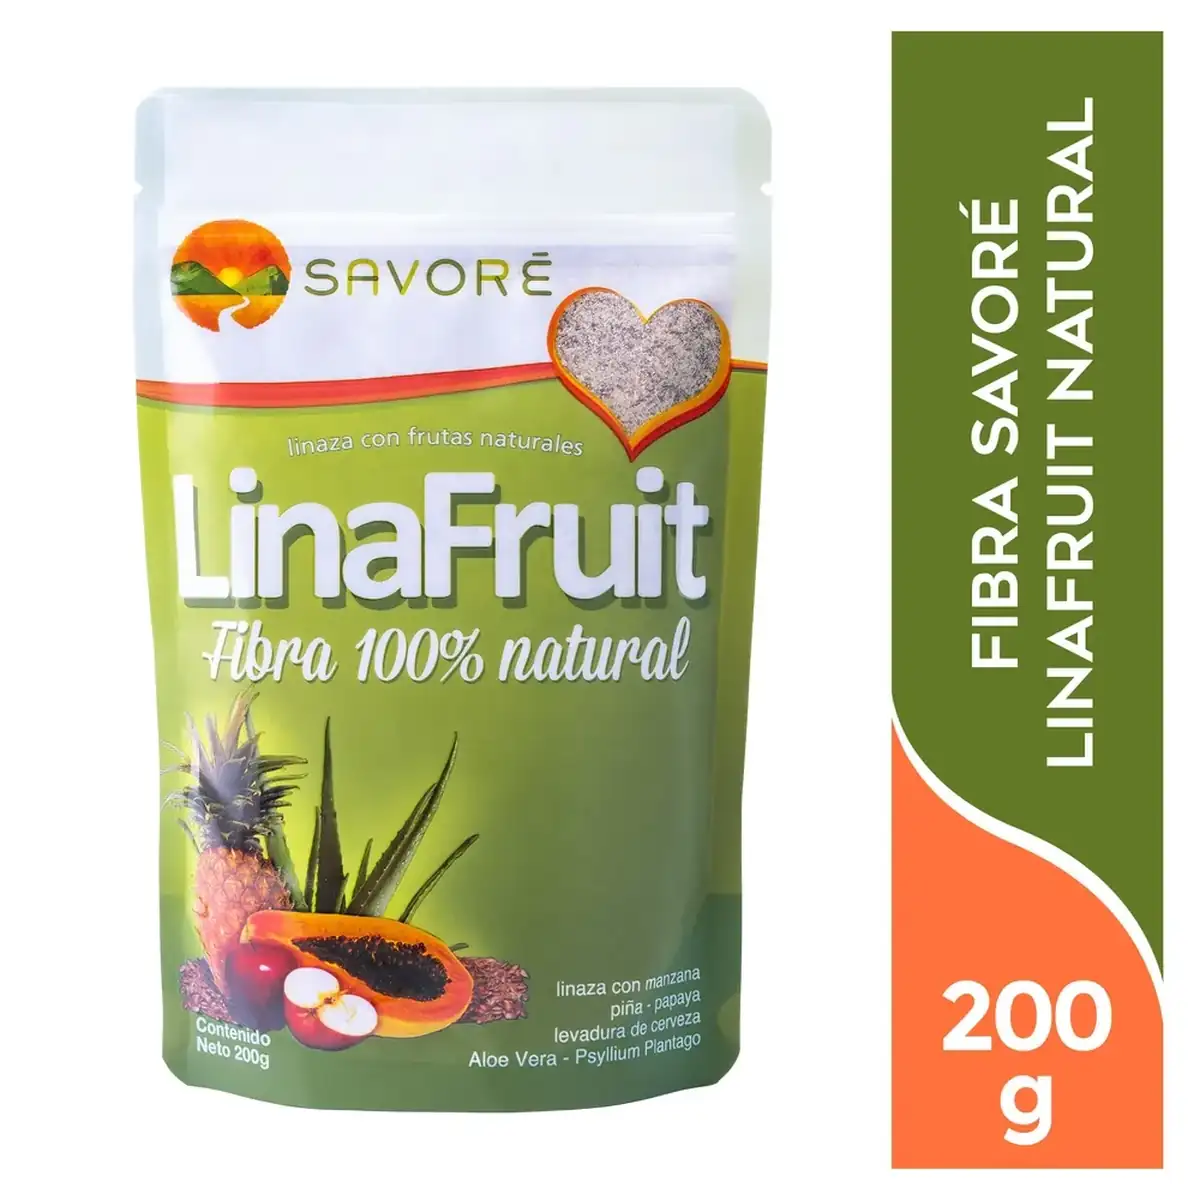 SAVORÉ
linaza con frutas naturales
LinaFruit
Fibra 100% natural
linaza con manzana
piña - papaya
levadura de cerveza
Aloe Vera - Psyllium Plantago
Contenido
Neto 200g
FIBRA SAVORÉ
LINAFRUIT NATURAL
200
g